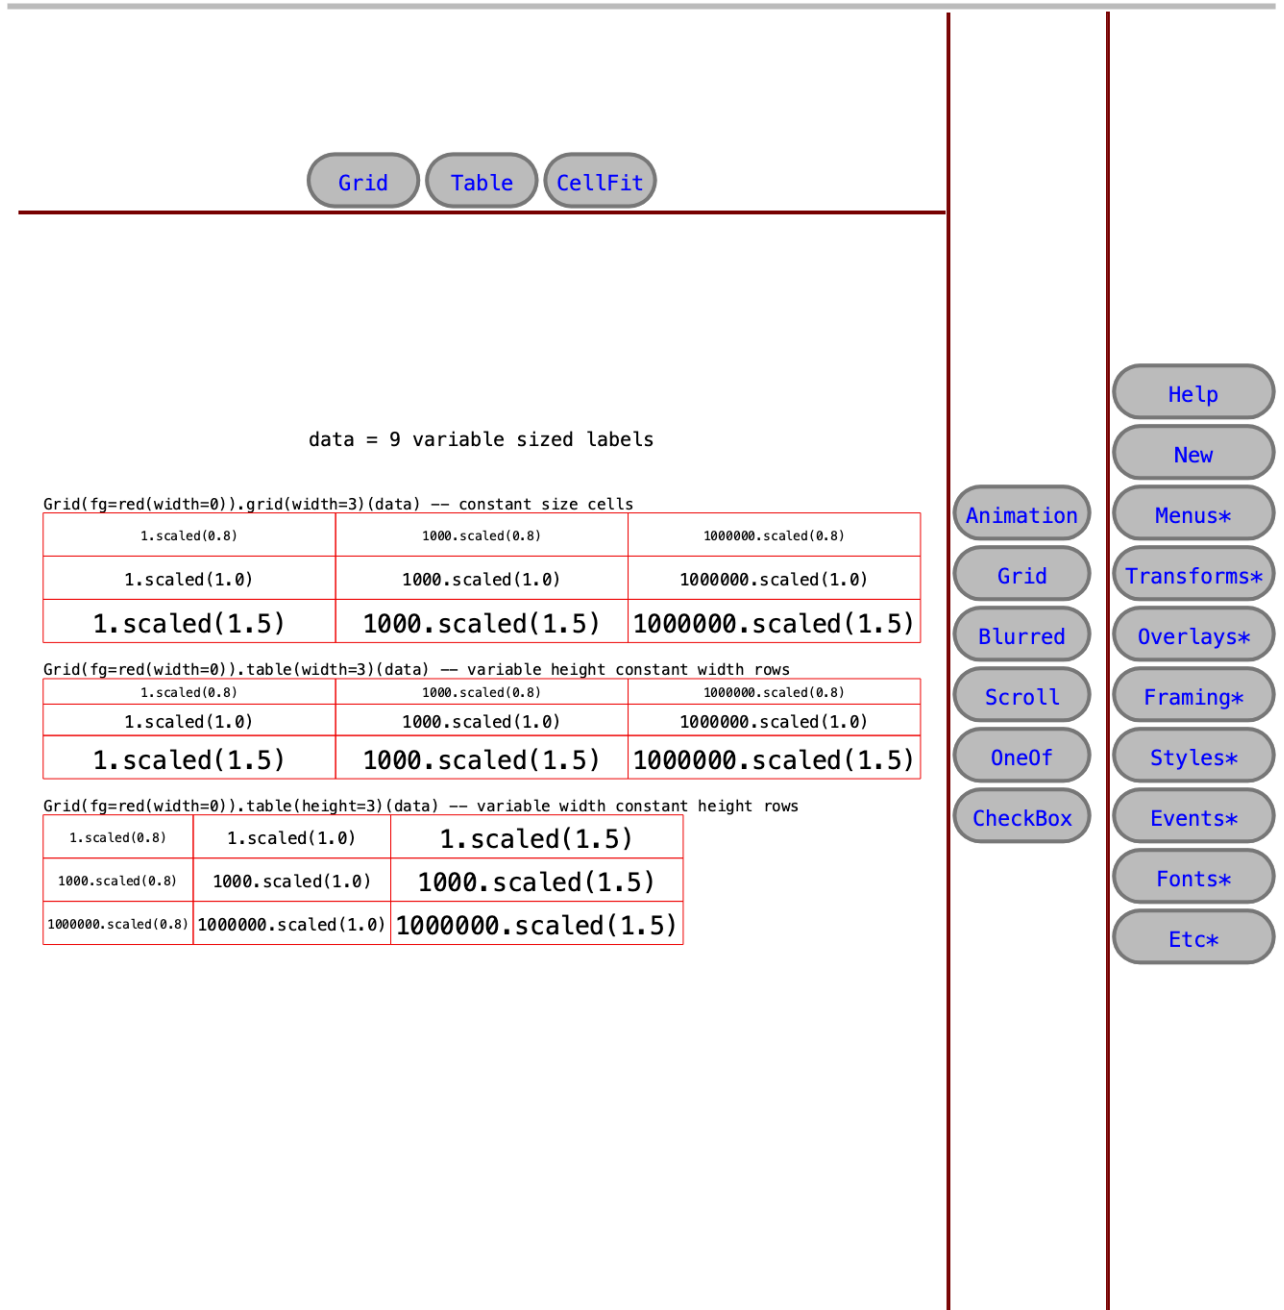 Grid Table CellFit
data = 9 variable sized labels
Grid(fg=red(width=0)).grid(width=3)(data) -- constant size cells
1.scaled(0.8) 1000.scaled(0.8) 1000000.scaled(0.8)
1.scaled(1.0) 1000.scaled(1.0) 1000000.scaled(1.0)
1.scaled(1.5) 1000.scaled(1.5) 1000000.scaled(1.5)
Grid(fg=red(width=0)).table(width=3)(data) -- variable height constant width rows
1.scaled(0.8) 1000.scaled(0.8) 1000000.scaled(0.8)
1.scaled(1.0) 1000.scaled(1.0) 1000000.scaled(1.0)
1.scaled(1.5) 1000.scaled(1.5) 1000000.scaled(1.5)
Grid(fg=red(width=0)).table(height=3)(data) -- variable width constant height rows
1.scaled(0.8) 1.scaled(1.0) 1.scaled(1.5)
1000.scaled(0.8) 1000.scaled(1.0) 1000.scaled(1.5)
1000000.scaled(0.8) 1000000.scaled(1.0) 1000000.scaled(1.5)
Animation
Grid
Blurred
Scroll
OneOf
CheckBox
Help
New
Menus*
Transforms*
Overlays*
Framing*
Styles*
Events*
Fonts*
Etc*